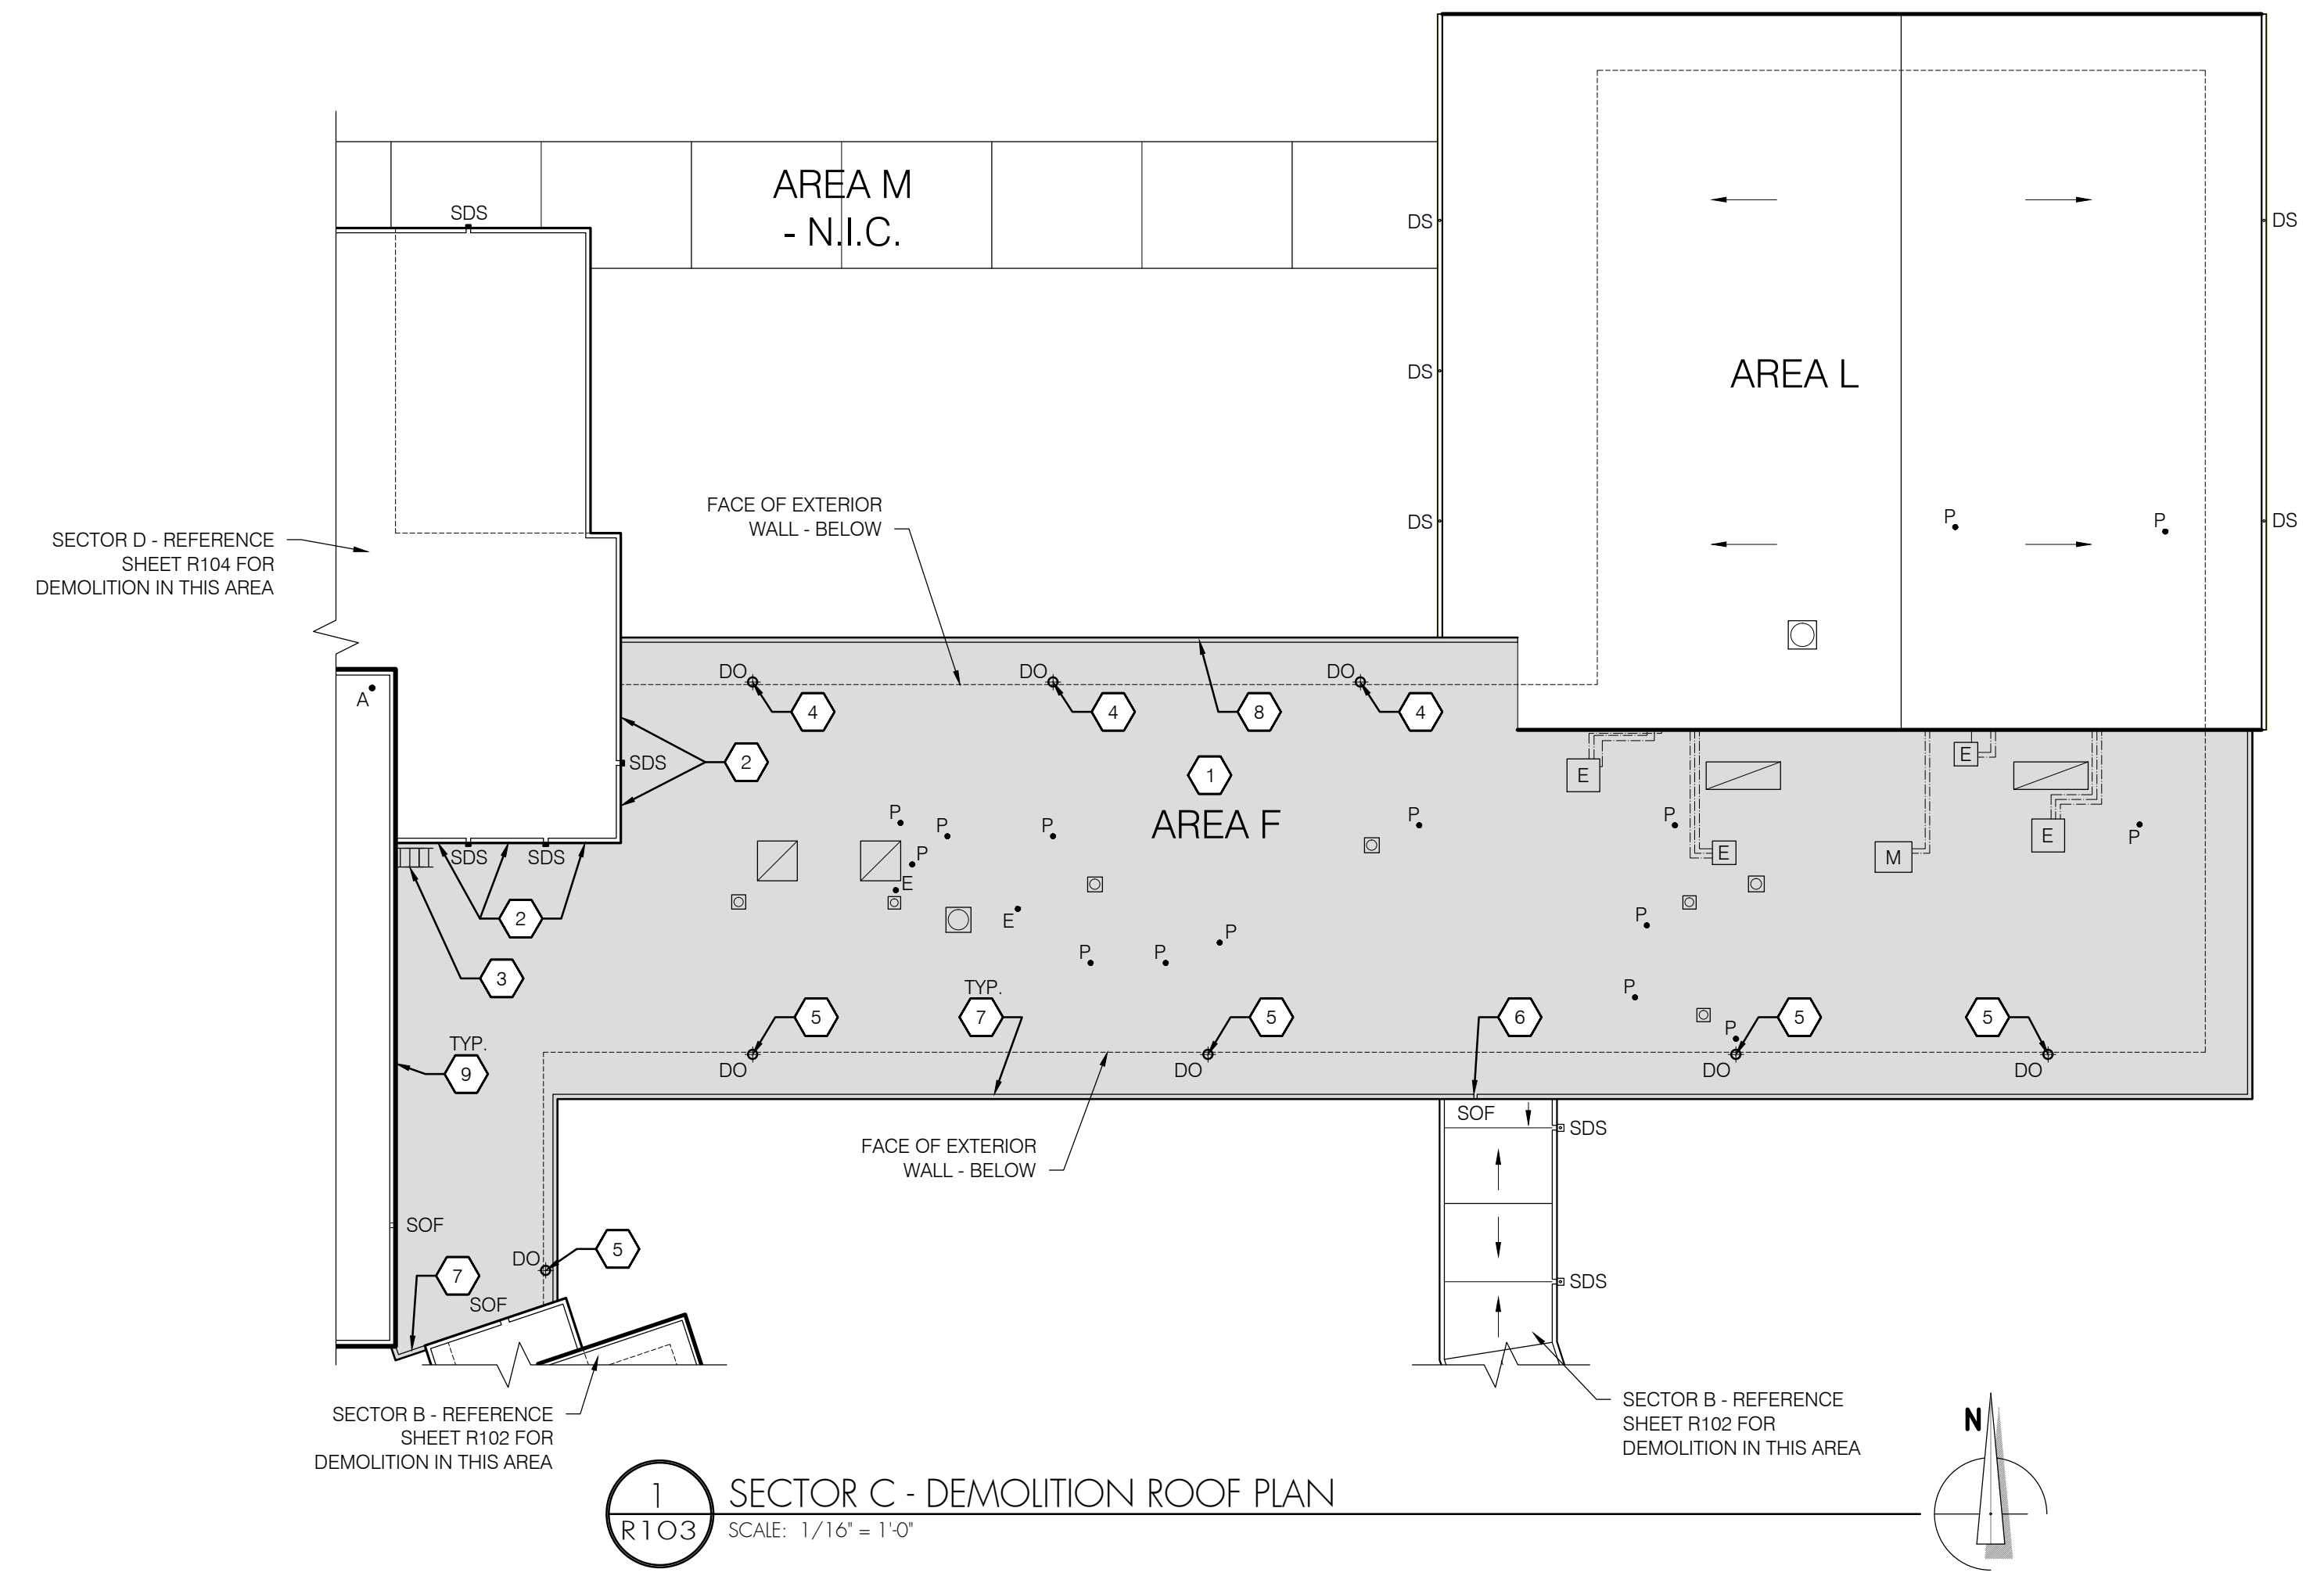 AREA M
- N.I.C.
SDS
DS
DS
DS
AREA L
DS
FACE OF EXTERIOR
WALL - BELOW
DS
DS
P
P
SECTOR D - REFERENCE
SHEET R104 FOR
DEMOLITION IN THIS AREA
A
DO
DO
DO
4
4
8
4
2
SDS
1
AREA F
E
E
P
P
P
P
P
P
P
E
E
M
E
SDS
SDS
E
2
E
P
P
P
P
3
TYP.
7
P
5
5
6
P
5
5
TYP.
9
DO
DO
DO
DO
SOF
SDS
FACE OF EXTERIOR
WALL - BELOW
SOF
5
DO
7
SOF
SDS
SECTOR B - REFERENCE
SHEET R102 FOR
DEMOLITION IN THIS AREA
SECTOR B - REFERENCE
SHEET R102 FOR
DEMOLITION IN THIS AREA
N
1
R103
SECTOR C - DEMOLITION ROOF PLAN
SCALE: 1/16" = 1'-0"